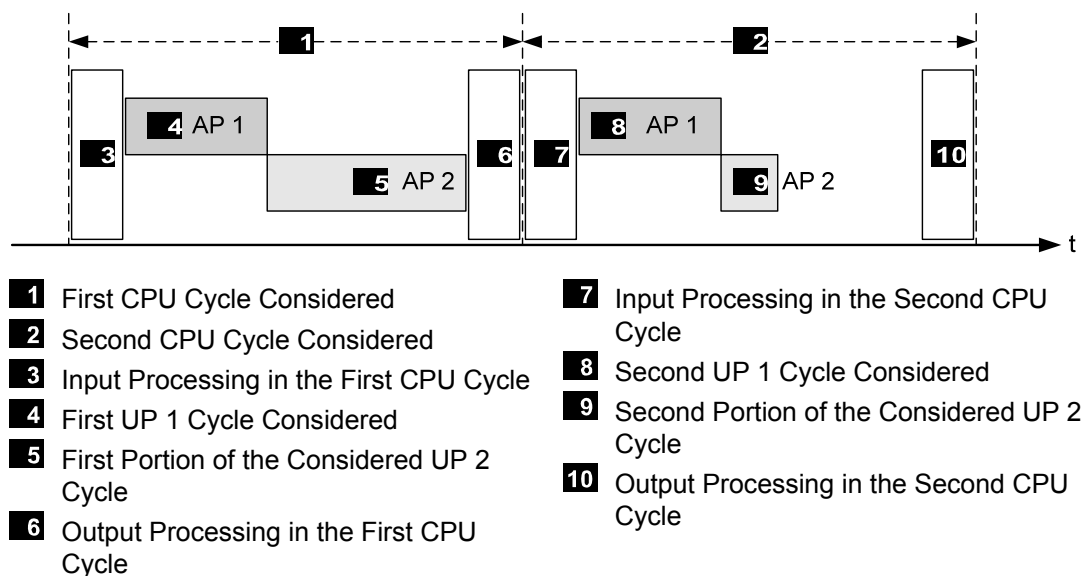 1
2
3
4 AP 1
5 AP 2
6
7
8 AP 1
9 AP 2
10
t
1 First CPU Cycle Considered
2 Second CPU Cycle Considered
3 Input Processing in the First CPU Cycle
4 First UP 1 Cycle Considered
5 First Portion of the Considered UP 2
Cycle
6 Output Processing in the First CPU
Cycle
7 Input Processing in the Second CPU
Cycle
8 Second UP 1 Cycle Considered
9 Second Portion of the Considered UP 2
Cycle
10 Output Processing in the Second CPU
Cycle